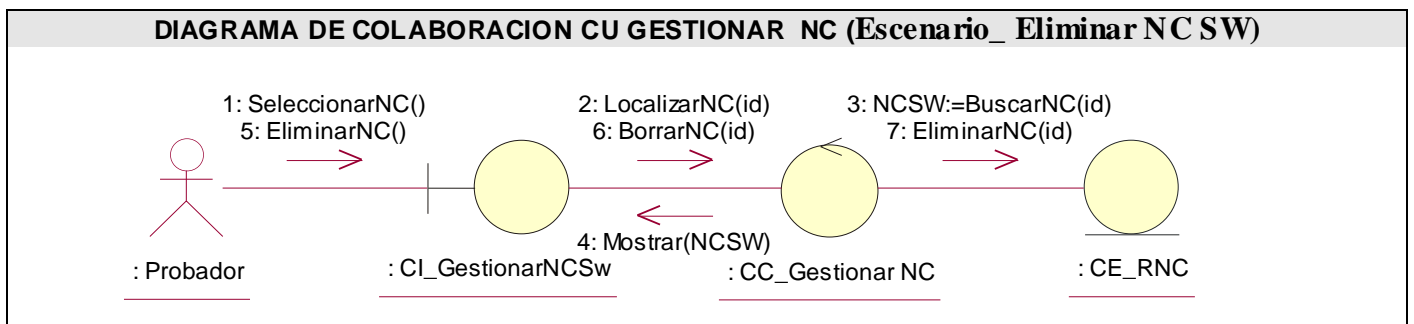 DIAGRAMA DE COLABORACION CU GESTIONAR NC (Escenario_ Eliminar NC SW)
1: SeleccionarNC()
5: EliminarNC()
2: LocalizarNC(id)
6: BorrarNC(id)
3: NCSW:=BuscarNC(id)
7: EliminarNC(id)
4: Mostrar(NCSW)
: Probador
: CI_GestionarNCSw
: CC_Gestionar NC
: CE_RNC